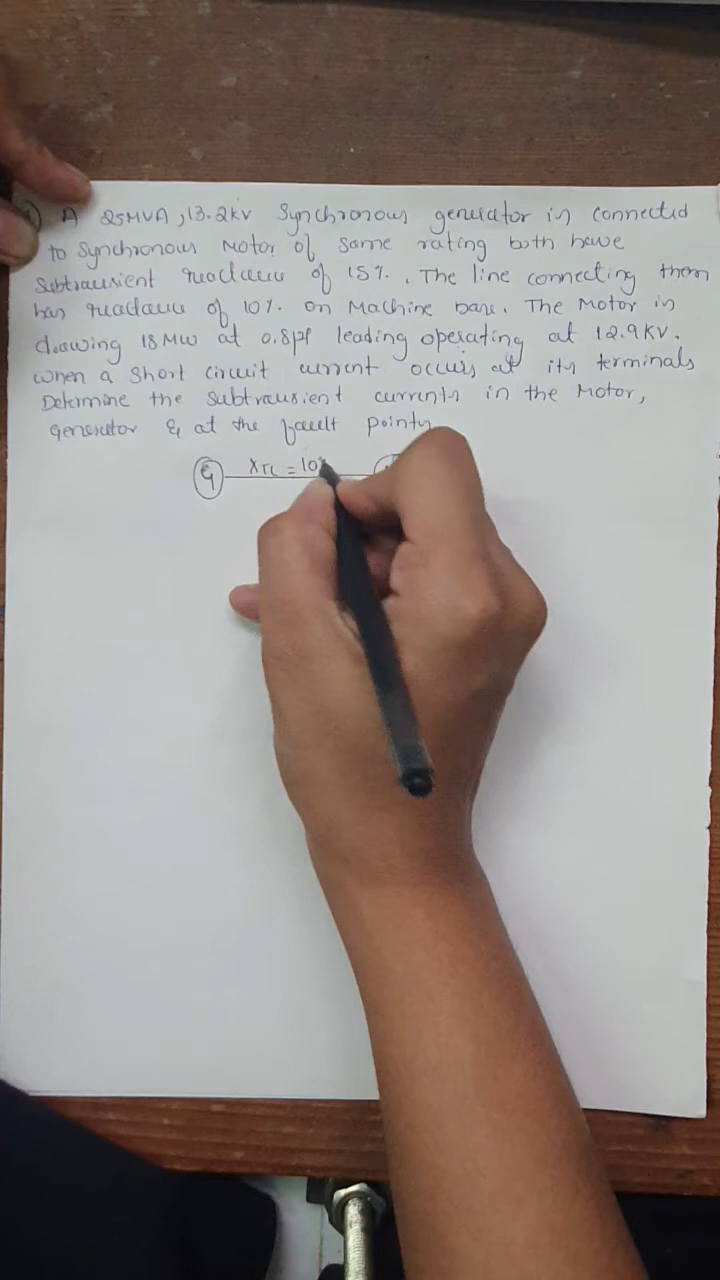 A 25MVA, 13.2kV Synchronous generator is connected
to Synchronous Motor of Same rating both have
Subtransient reactance of 15%. The line connecting them
has reactance of 10% on Machine base. The Motor is
drawing 18MW at 0.8pf leading operating at 12.9KV.
when a Short circuit current occurs at its terminals
Determine the Subtransient currents in the Motor,
Generator & at the fault point
G XTL = 10%